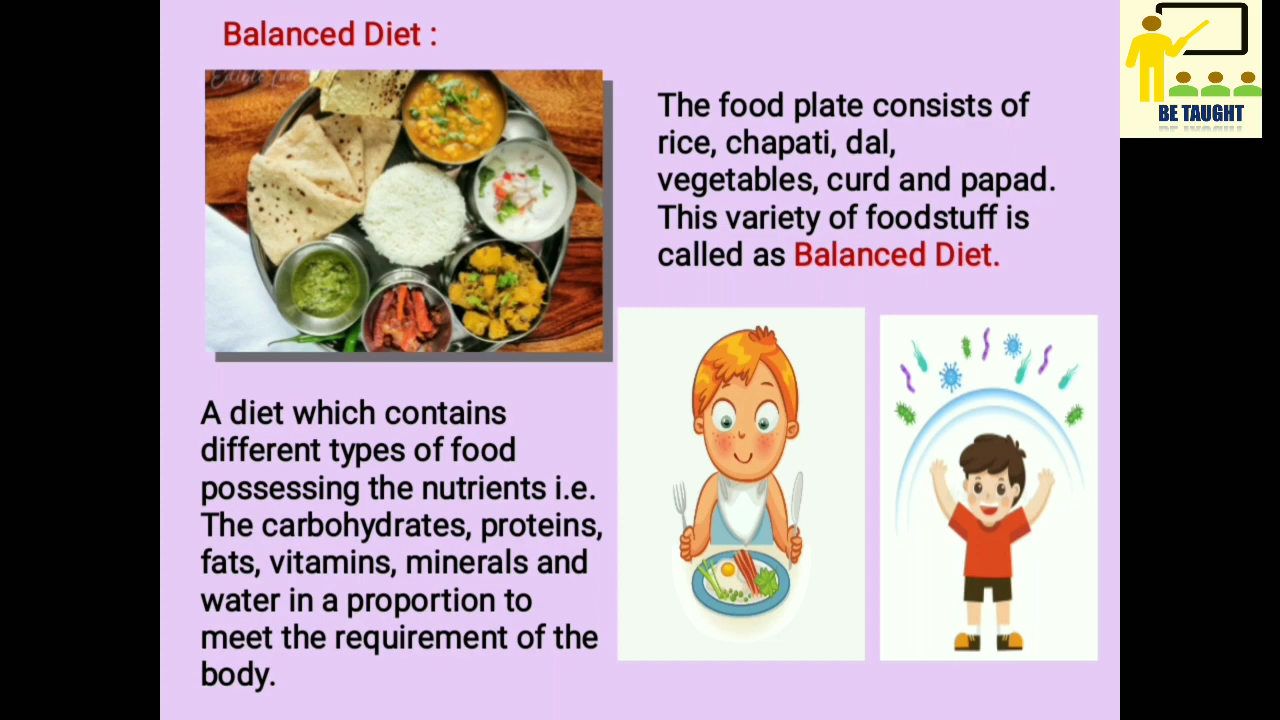 Balanced Diet :
Edible Love
The food plate consists of
rice, chapati, dal,
vegetables, curd and papad.
This variety of foodstuff is
called as Balanced Diet.
A diet which contains
different types of food
possessing the nutrients i.e.
The carbohydrates, proteins,
fats, vitamins, minerals and
water in a proportion to
meet the requirement of the
body.
BE TAUGHT